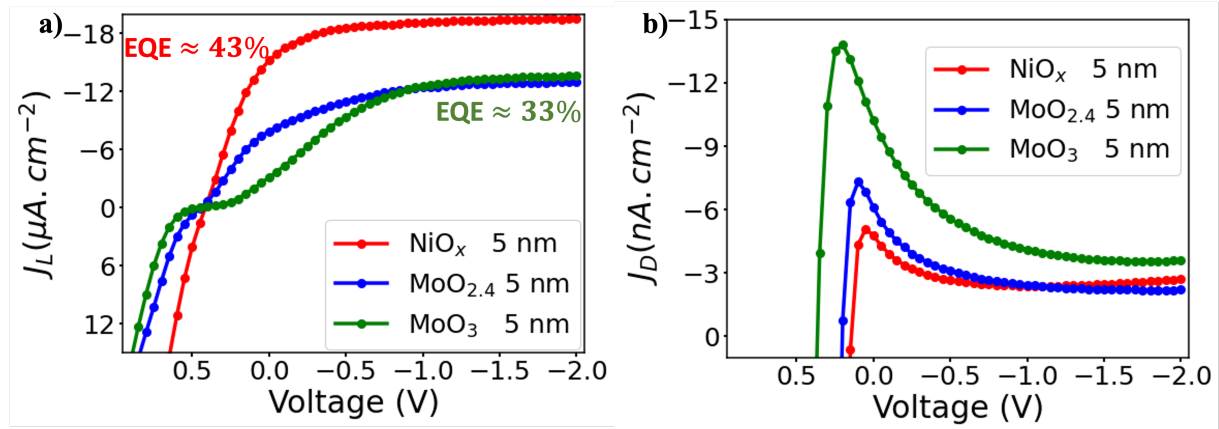 a)
EQE ≈ 43%
−18
−12
−6
0
6
12
J_L(μA.cm⁻²)
EQE ≈ 33%
NiOₓ 5 nm
MoO₂.₄ 5 nm
MoO₃ 5 nm
0.5 0.0 −0.5 −1.0 −1.5 −2.0
Voltage (V)
b)
−15
−12
−9
−6
−3
0
J_D(nA.cm⁻²)
NiOₓ 5 nm
MoO₂.₄ 5 nm
MoO₃ 5 nm
0.5 0.0 −0.5 −1.0 −1.5 −2.0
Voltage (V)